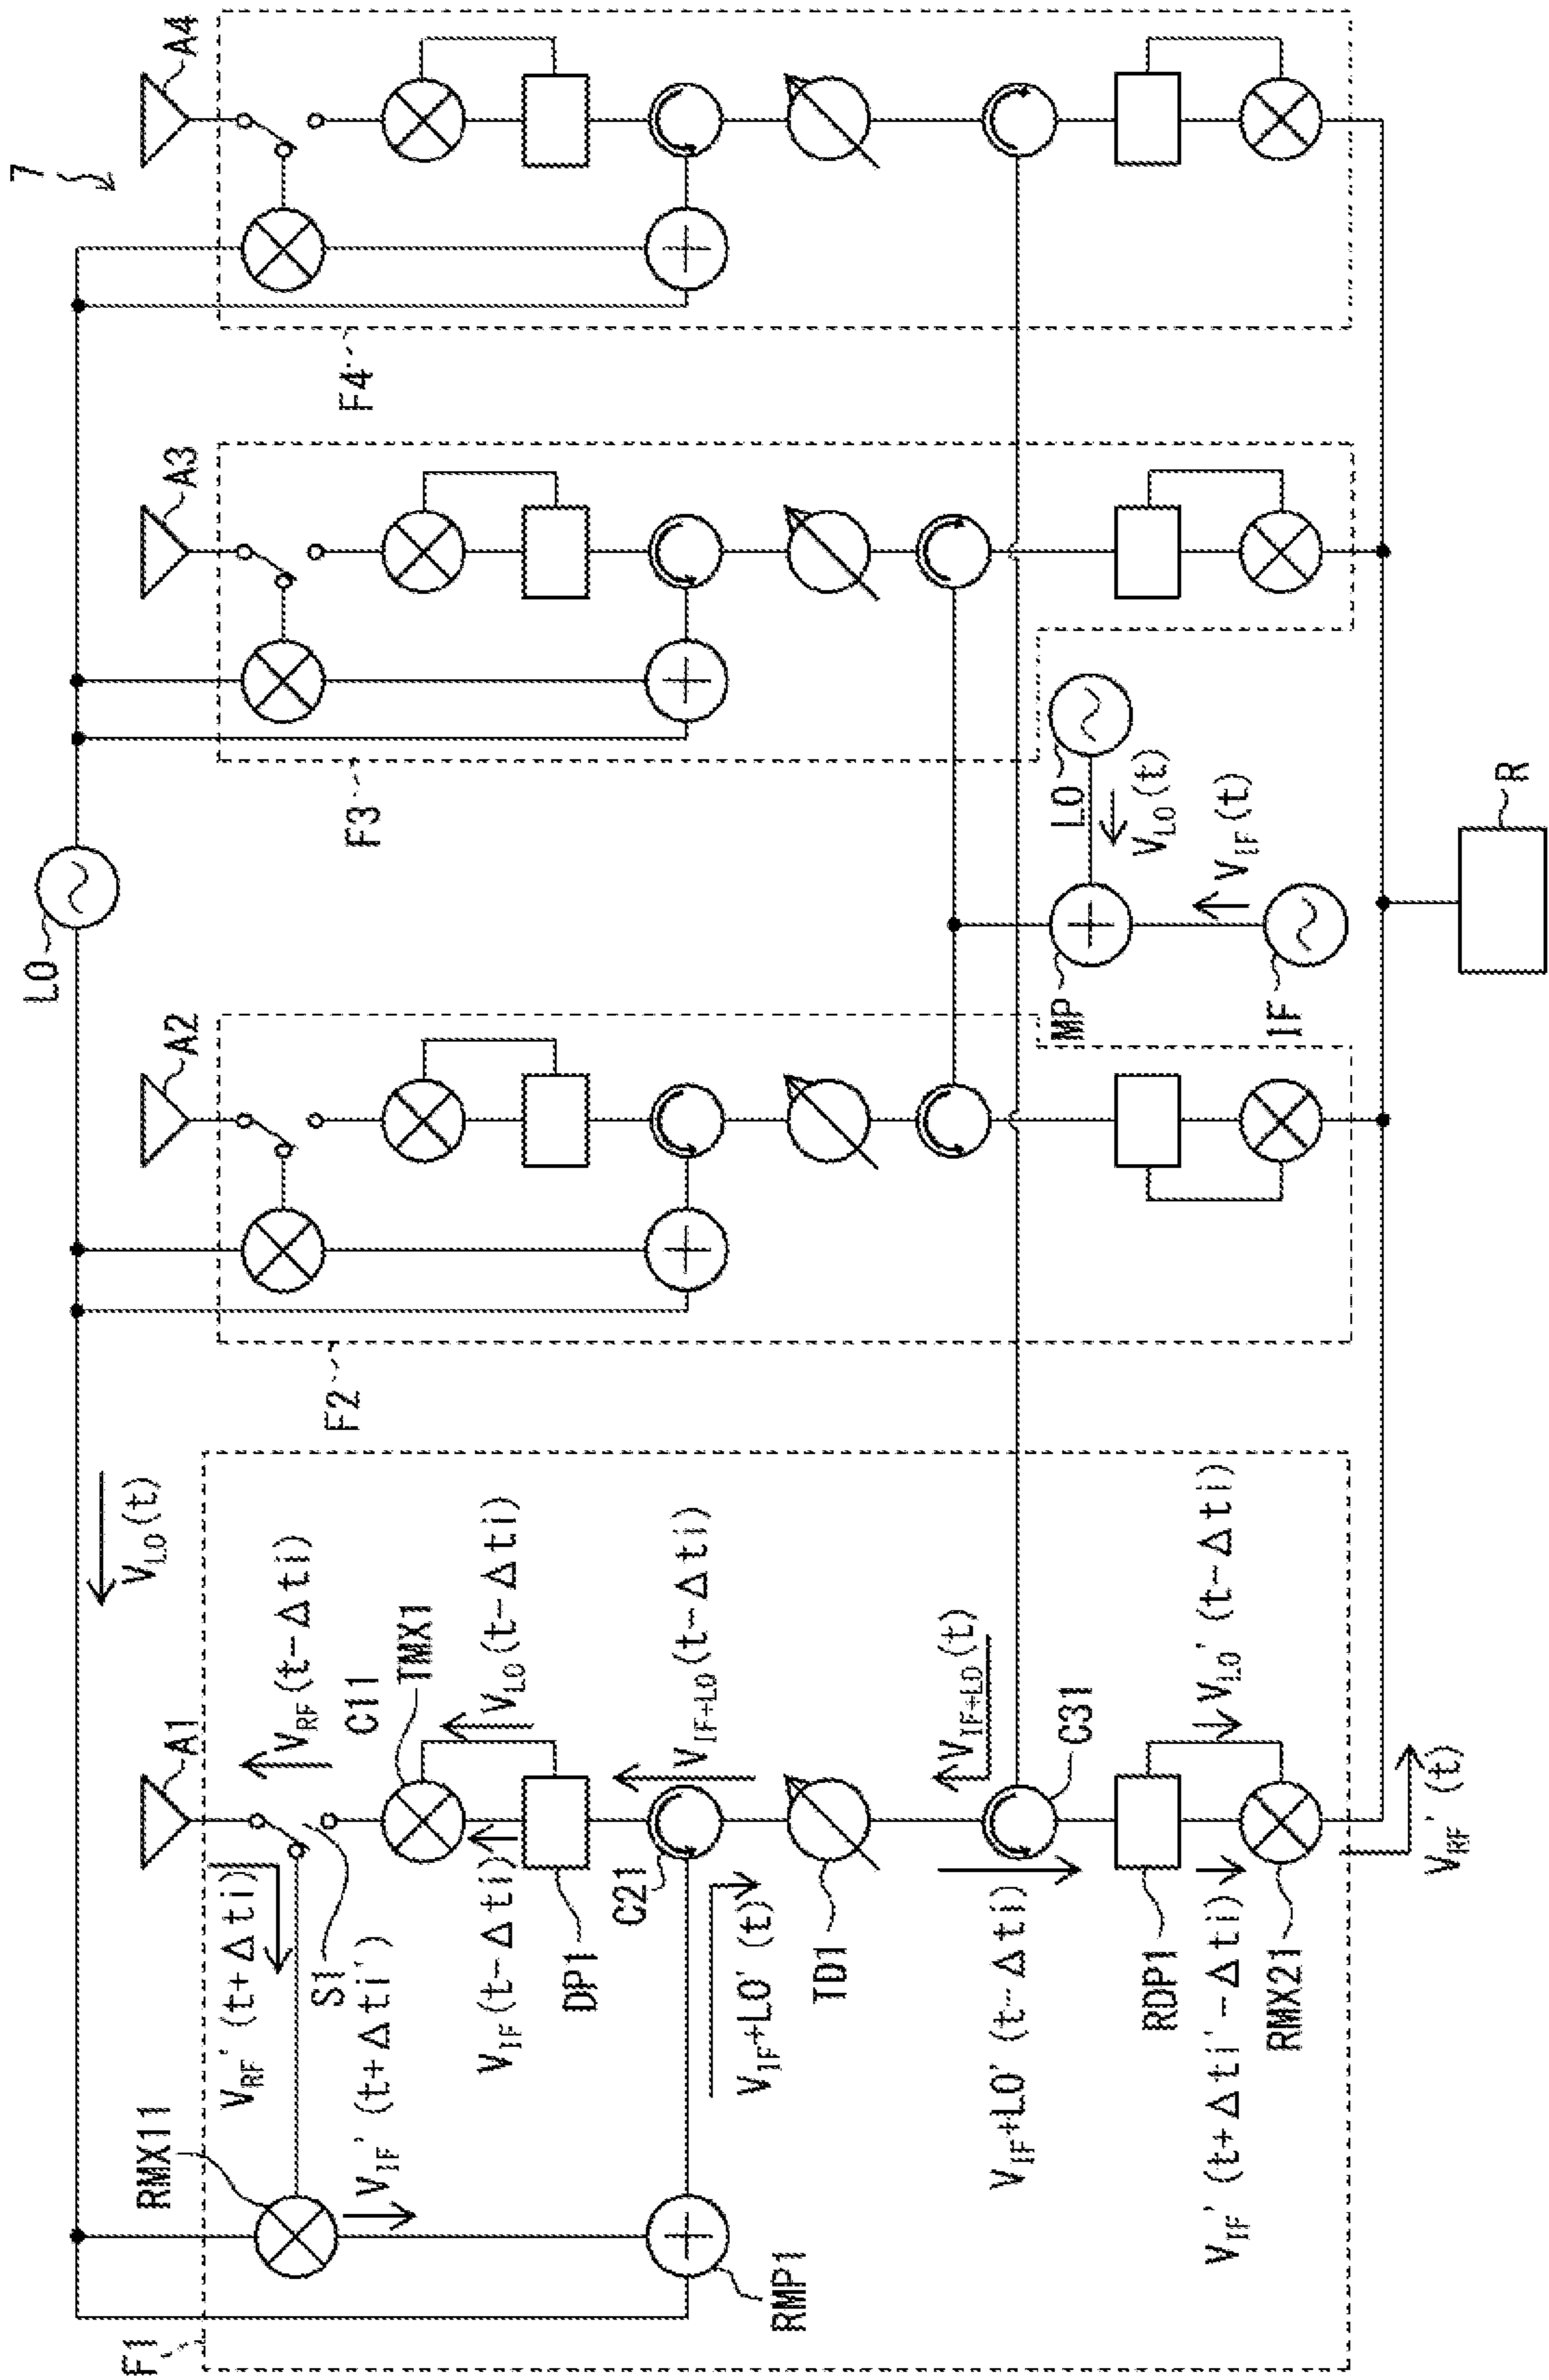 7
A4
F4
A3
F3
LO
A2
F2
LO
V_LO(t)
V_IF(t)
MP
IF
R
V_LO(t)
A1
V_RF(t-Δti)
C11
TMX1
V_LO(t-Δti)
V_RF'(t+Δti)
S1
V_IF'(t+Δti')
RMX11
V_IF(t-Δti)
DP1
C21
V_IF+LO(t-Δti)
V_IF+LO'(t)
TD1
V_IF+LO(t)
C31
V_IF+LO'(t-Δti)
RDP1
V_LO'(t-Δti)
V_IF'(t+Δti'-Δti)
RMX21
V_RF'(t)
RMP1
F1